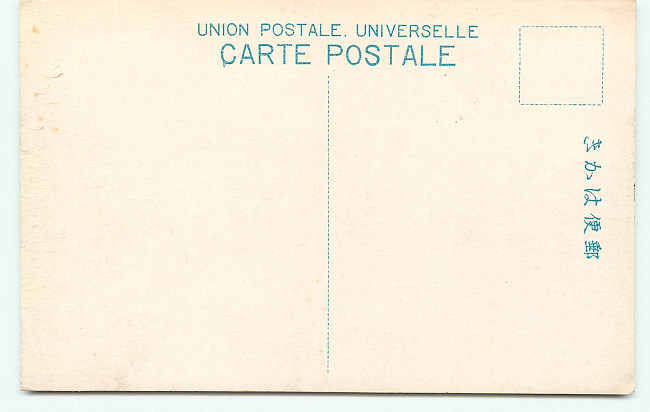 UNION POSTALE. UNIVERSELLE
CARTE POSTALE
郵便はかき